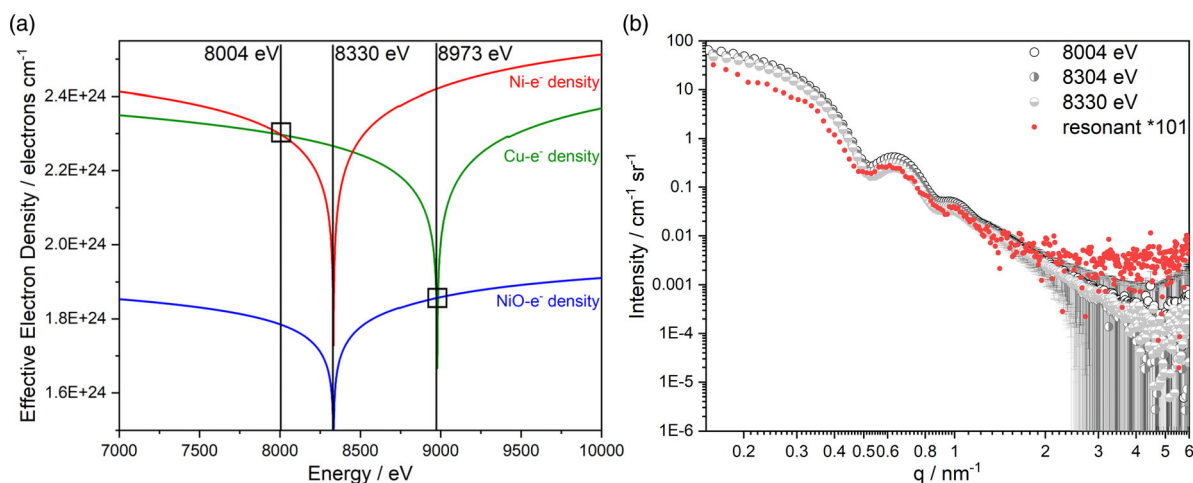 (a)
8004 eV
8330 eV
8973 eV
Ni-e⁻ density
Cu-e⁻ density
NiO-e⁻ density
Effective Electron Density / electrons cm⁻¹
2.4E+24
2.2E+24
2.0E+24
1.8E+24
1.6E+24
7000 7500 8000 8500 9000 9500 10000
Energy / eV
(b)
8004 eV
8304 eV
8330 eV
resonant *101
Intensity / cm⁻¹ sr⁻¹
100
10
1
0.1
0.01
0.001
1E-4
1E-5
1E-6
0.2 0.3 0.4 0.5 0.6 0.8 1 2 3 4 5 6
q / nm⁻¹